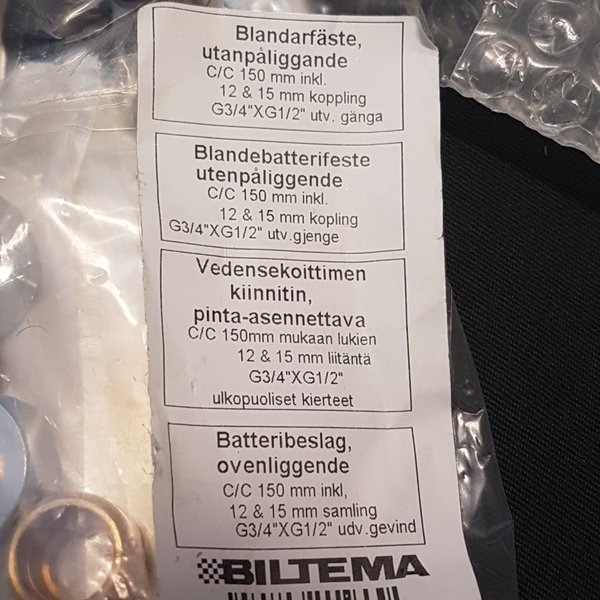 Blandarfäste,
utanpåliggande
C/C 150 mm inkl.
12 & 15 mm koppling
G3/4"XG1/2" utv. gänga
Blandebatterifeste
utenpåliggende
C/C 150 mm inkl.
12 & 15 mm kopling
G3/4"XG1/2" utv.gjenge
Vedensekoittimen
kiinnitin,
pinta-asennettava
C/C 150mm mukaan lukien
12 & 15 mm liitäntä
G3/4"XG1/2"
ulkopuoliset kierteet
Batteribeslag,
ovenliggende
C/C 150 mm inkl,
12 & 15 mm samling
G3/4"XG1/2" udv.gevind
BILTEMA